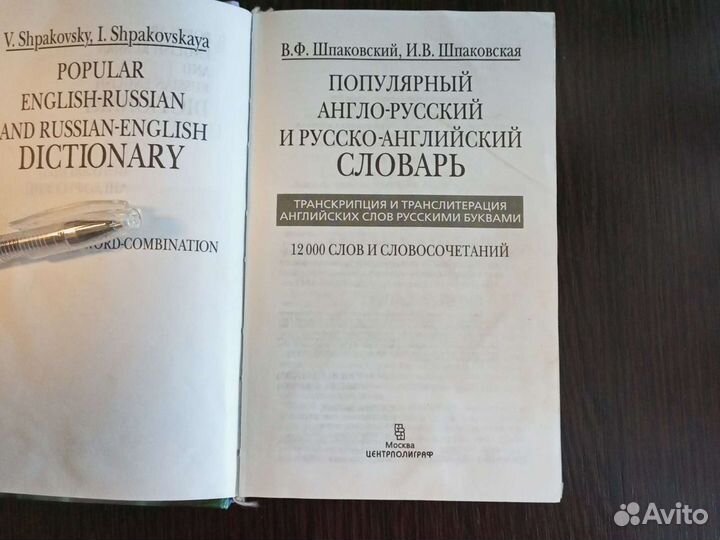 V. Shpakovsky, I. Shpakovskaya
POPULAR
ENGLISH-RUSSIAN
AND RUSSIAN-ENGLISH
DICTIONARY
WORD-COMBINATION
В.Ф. Шпаковский, И.В. Шпаковская
ПОПУЛЯРНЫЙ
АНГЛО-РУССКИЙ
И РУССКО-АНГЛИЙСКИЙ
СЛОВАРЬ
ТРАНСКРИПЦИЯ И ТРАНСЛИТЕРАЦИЯ
АНГЛИЙСКИХ СЛОВ РУССКИМИ БУКВАМИ
12 000 СЛОВ И СЛОВОСОЧЕТАНИЙ
Москва
ЦЕНТРПОЛИГРАФ
Avito